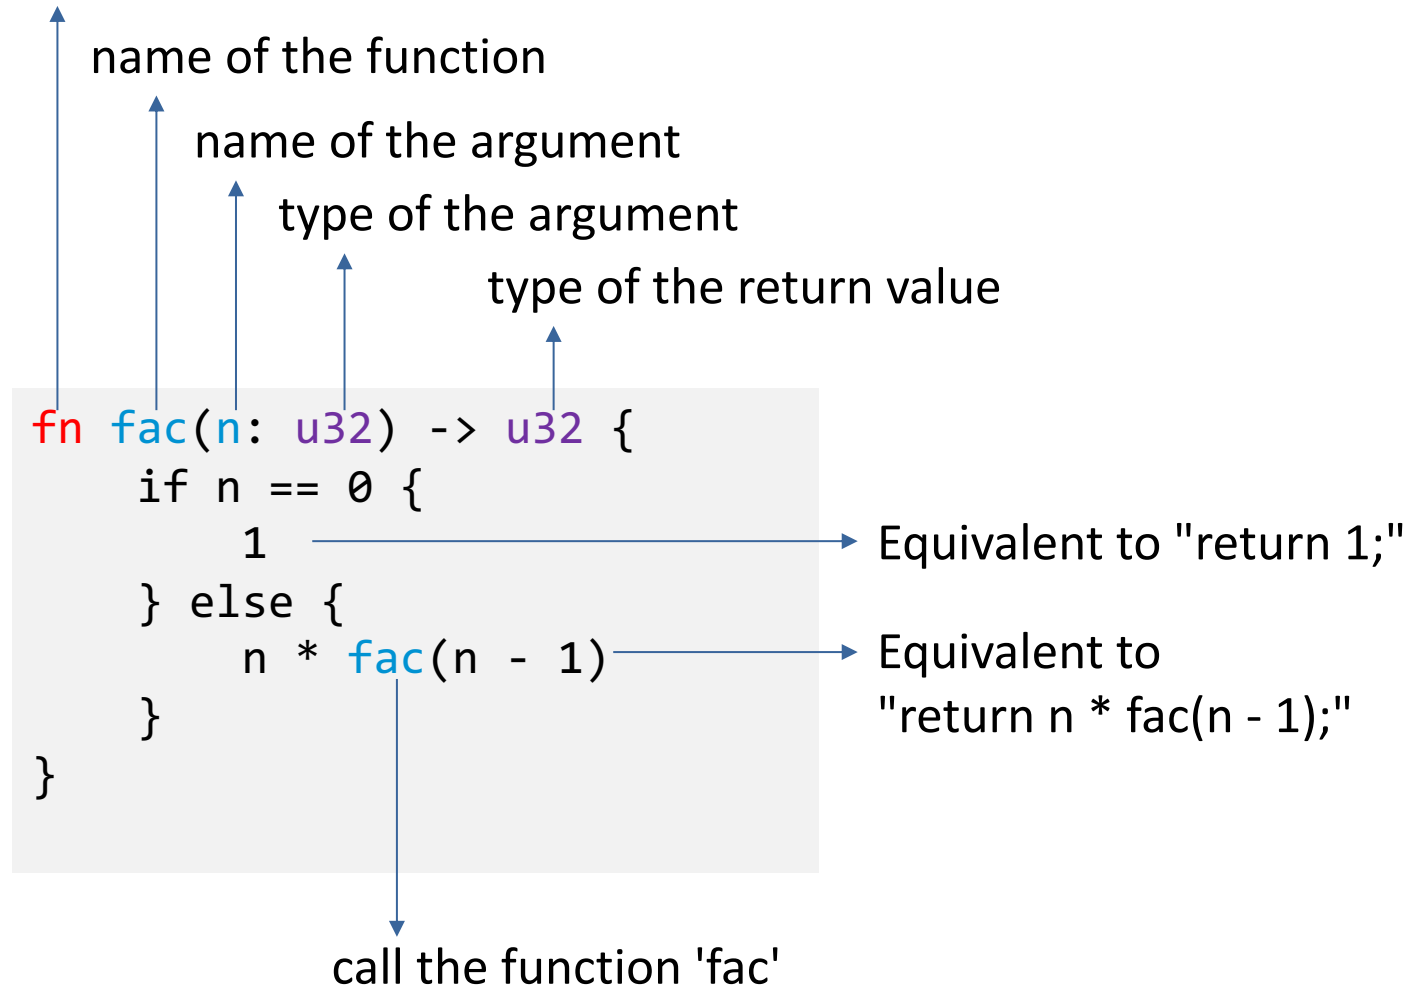 name of the function
name of the argument
type of the argument
type of the return value
fn fac(n: u32) -> u32 {
if n == 0 {
1
Equivalent to "return 1;"
} else {
n * fac(n - 1)
Equivalent to
"return n * fac(n - 1);"
}
}
call the function 'fac'